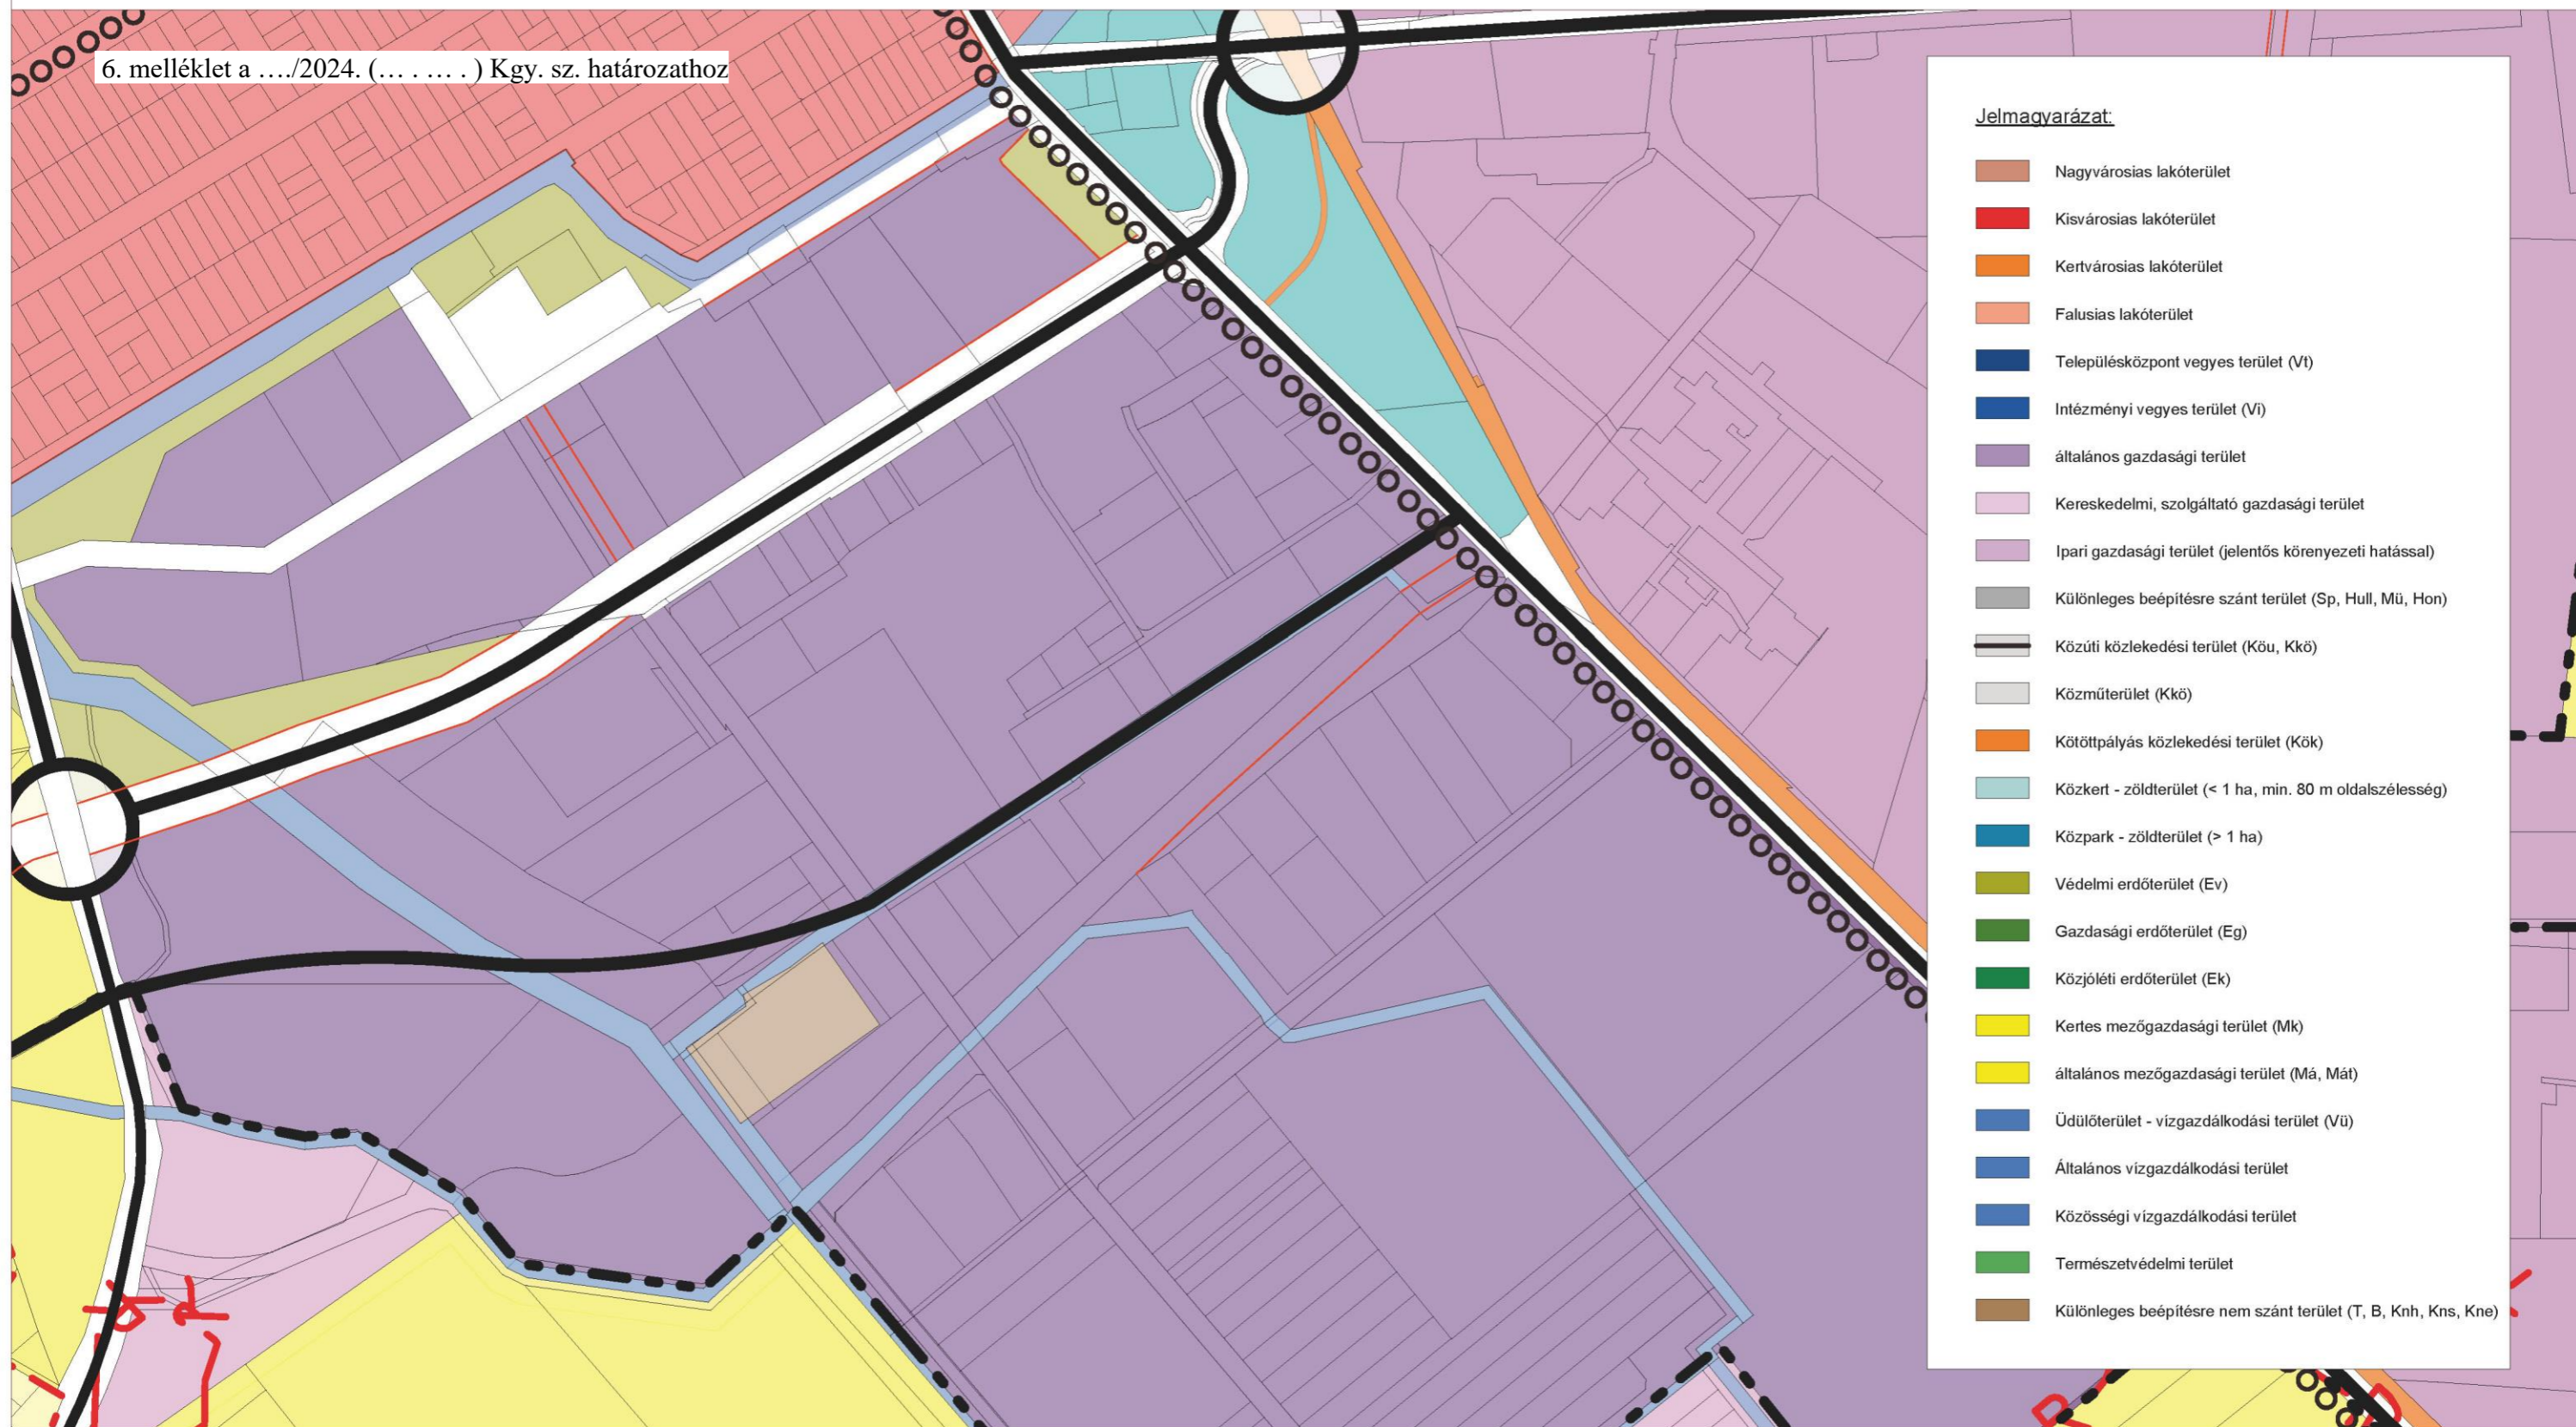 6. melléklet a …./2024. (… . … . ) Kgy. sz. határozathoz
Jelmagyarázat:
Nagyvárosias lakóterület
Kisvárosias lakóterület
Kertvárosias lakóterület
Falusias lakóterület
Településközpont vegyes terület (Vt)
Intézményi vegyes terület (Vi)
általános gazdasági terület
Kereskedelmi, szolgáltató gazdasági terület
Ipari gazdasági terület (jelentős körenyezeti hatással)
Különleges beépítésre szánt terület (Sp, Hull, Mü, Hon)
Közúti közlekedési terület (Köu, Kkö)
Közműterület (Kkö)
Kötöttpályás közlekedési terület (Kök)
Közkert - zöldterület (< 1 ha, min. 80 m oldalszélesség)
Közpark - zöldterület (> 1 ha)
Védelmi erdőterület (Ev)
Gazdasági erdőterület (Eg)
Közjóléti erdőterület (Ek)
Kertes mezőgazdasági terület (Mk)
általános mezőgazdasági terület (Má, Mát)
Üdülőterület - vízgazdálkodási terület (Vü)
Általános vízgazdálkodási terület
Közösségi vízgazdálkodási terület
Természetvédelmi terület
Különleges beépítésre nem szánt terület (T, B, Knh, Kns, Kne)